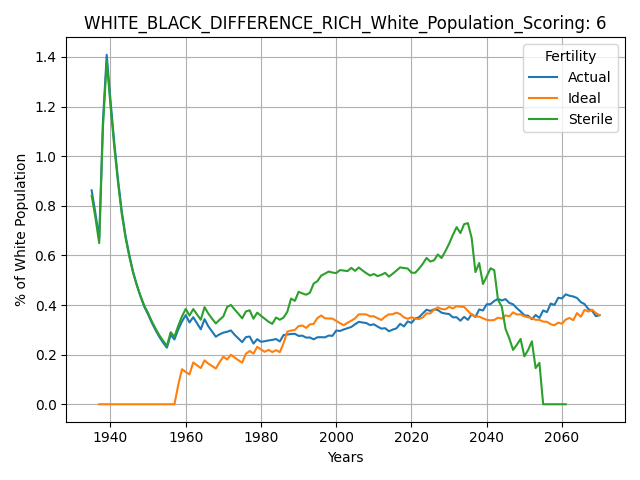 WHITE_BLACK_DIFFERENCE_RICH_White_Population_Scoring: 6
Fertility
Actual
Ideal
Sterile
% of White Population
1.4
1.2
1.0
0.8
0.6
0.4
0.2
0.0
1940 1960 1980 2000 2020 2040 2060
Years